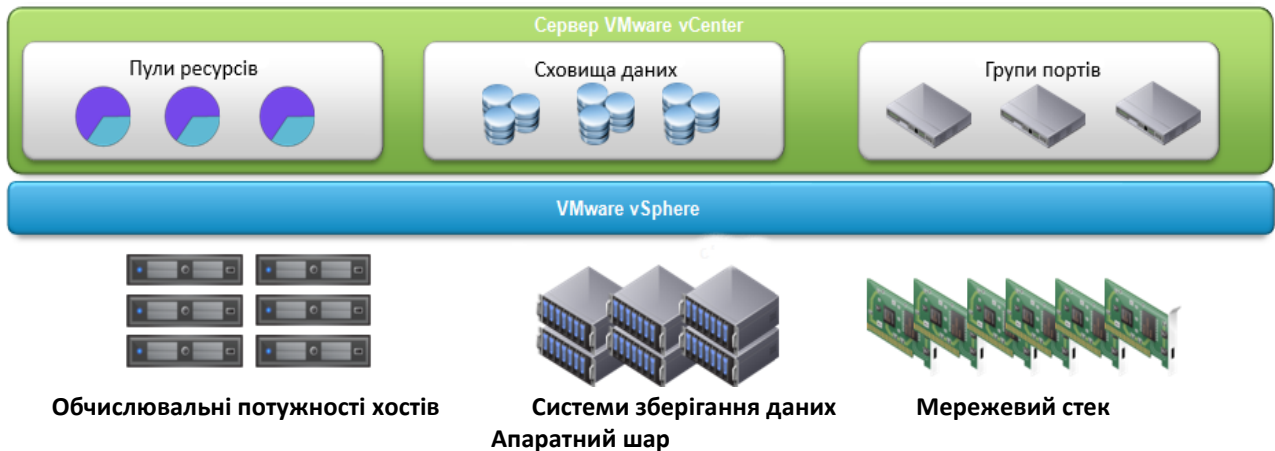 Сервер VMware vCenter
Пули ресурсів
Сховища даних
Групи портів
VMware vSphere
Обчислювальні потужності хостів
Системи зберігання даних
Мережевий стек
Апаратний шар